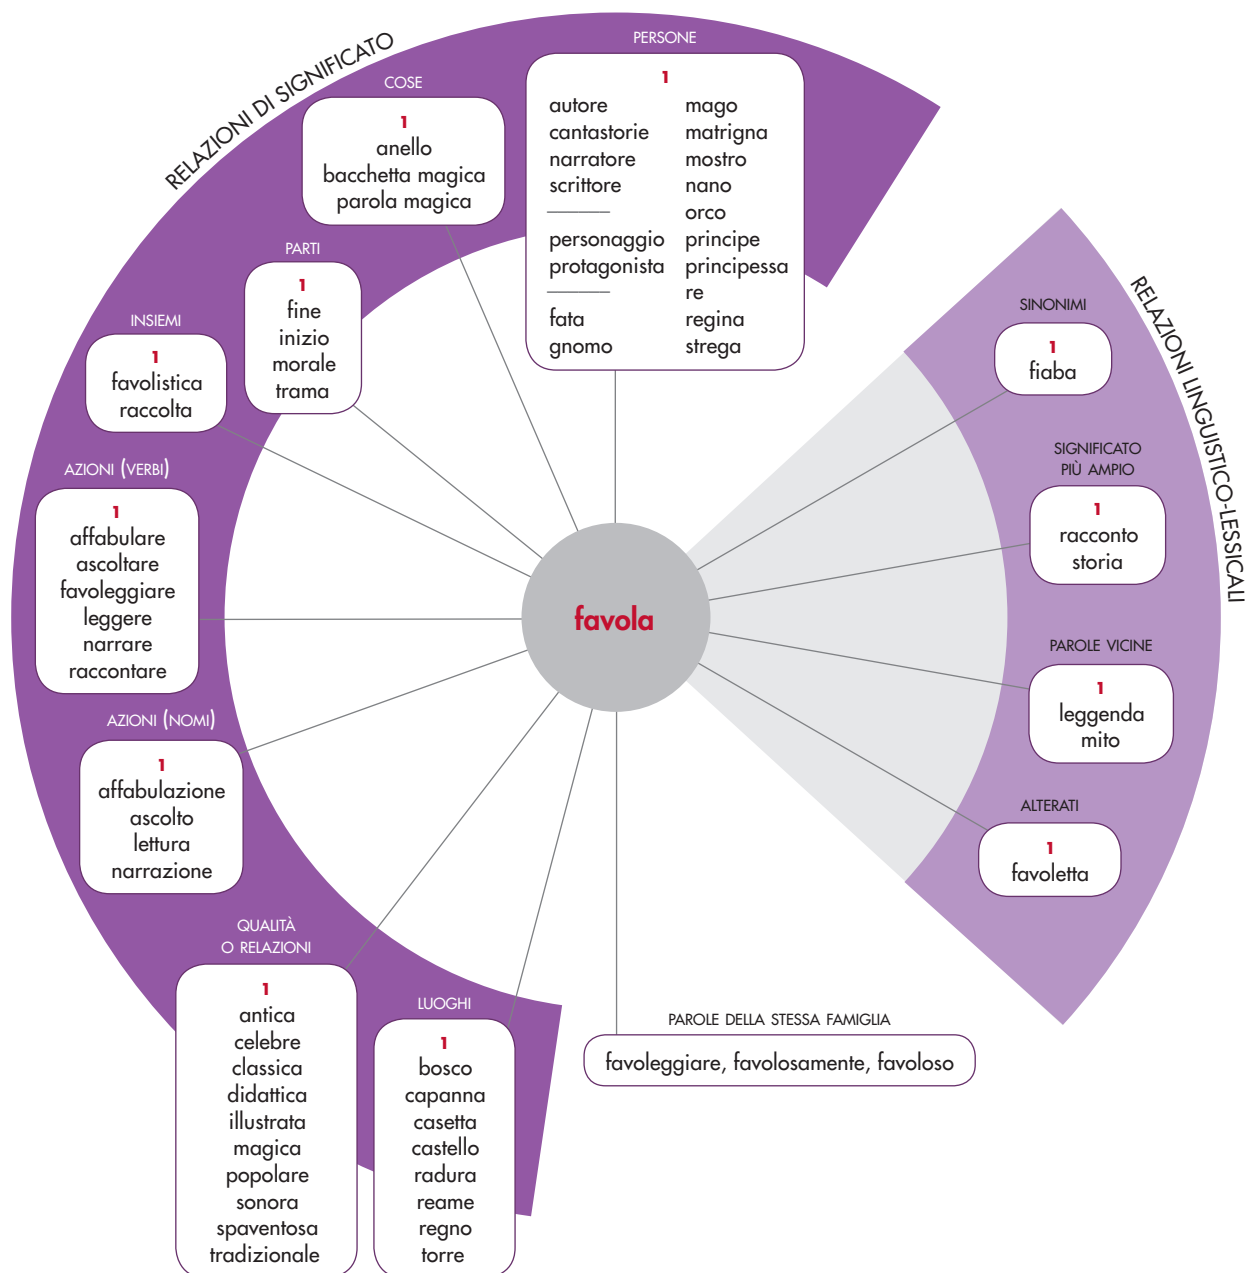 RELAZIONI DI SIGNIFICATO
PERSONE
1
autore
cantastorie
narratore
scrittore
personaggio
protagonista
fata
gnomo
mago
matrigna
mostro
nano
orco
principe
principessa
re
regina
strega
COSE
1
anello
bacchetta magica
parola magica
PARTI
1
fine
inizio
morale
trama
INSIEMI
1
favolistica
raccolta
AZIONI (VERBI)
1
affabulare
ascoltare
favoleggiare
leggere
narrare
raccontare
AZIONI (NOMI)
1
affabulazione
ascolto
lettura
narrazione
QUALITÀ
O RELAZIONI
1
antica
celebre
classica
didattica
illustrata
magica
popolare
sonora
spaventosa
tradizionale
LUOGHI
1
bosco
capanna
casetta
castello
radura
reame
regno
torre
favola
RELAZIONI LINGUISTICO-LESSICALI
SINONIMI
1
fiaba
SIGNIFICATO
PIÙ AMPIO
1
racconto
storia
PAROLE VICINE
1
leggenda
mito
ALTERATI
1
favoletta
PAROLE DELLA STESSA FAMIGLIA
favoleggiare, favolosamente, favoloso